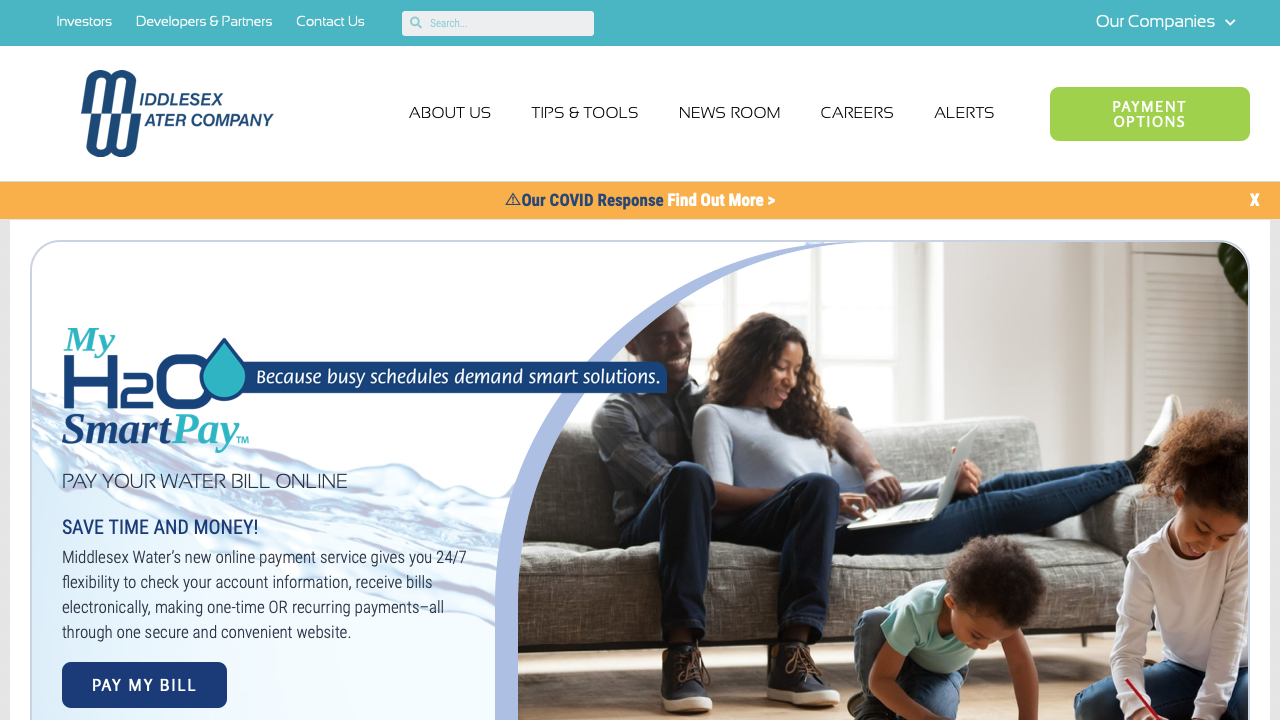 Investors Developers & Partners Contact Us Search... Our Companies
MIDDLESEX
WATER COMPANY
ABOUT US TIPS & TOOLS NEWS ROOM CAREERS ALERTS
PAYMENT
OPTIONS
⚠Our COVID Response Find Out More > X
My
H2O Because busy schedules demand smart solutions.
SmartPay™
PAY YOUR WATER BILL ONLINE
SAVE TIME AND MONEY!
Middlesex Water's new online payment service gives you 24/7
flexibility to check your account information, receive bills
electronically, making one-time OR recurring payments–all
through one secure and convenient website.
PAY MY BILL